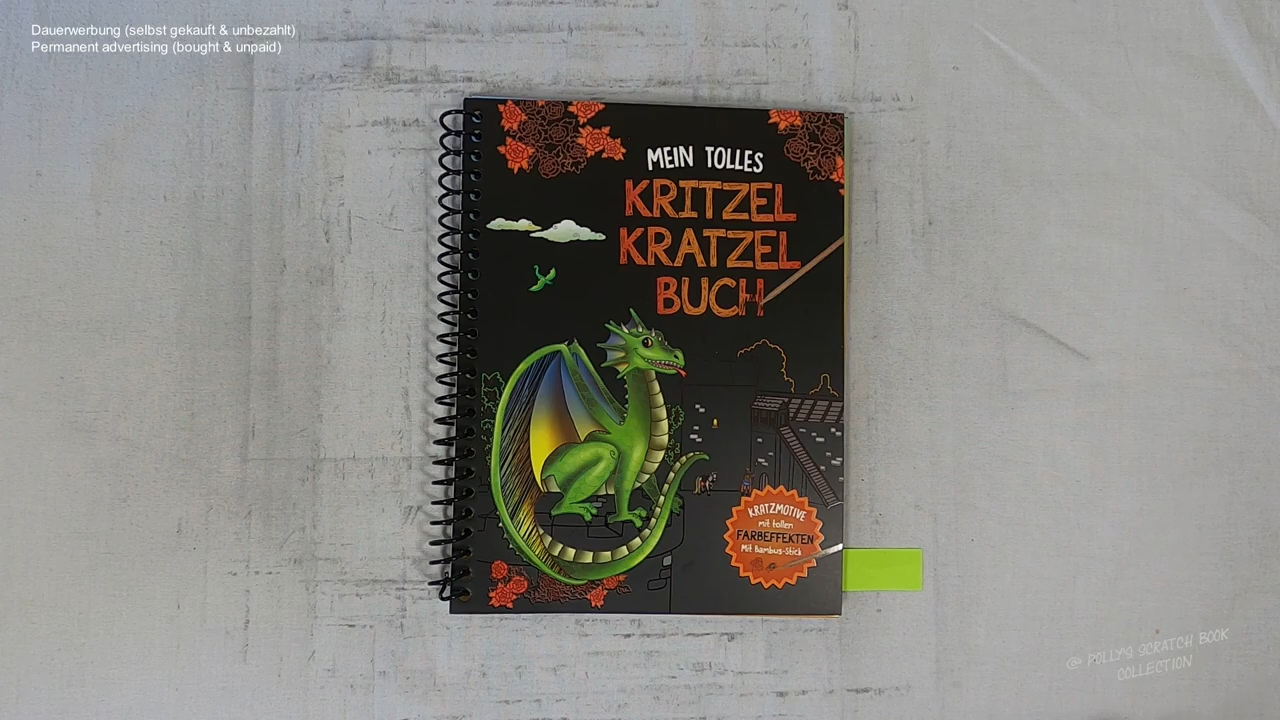 Dauerwerbung (selbst gekauft & unbezahlt)
Permanent advertising (bought & unpaid)
MEIN TOLLES
KRITZEL
KRATZEL
BUCH
KRATZMOTIVE
mit tollen
FARBEFFEKTEN
Mit Bambus-Stick
@ POLLY'S SCRATCH BOOK
COLLECTION